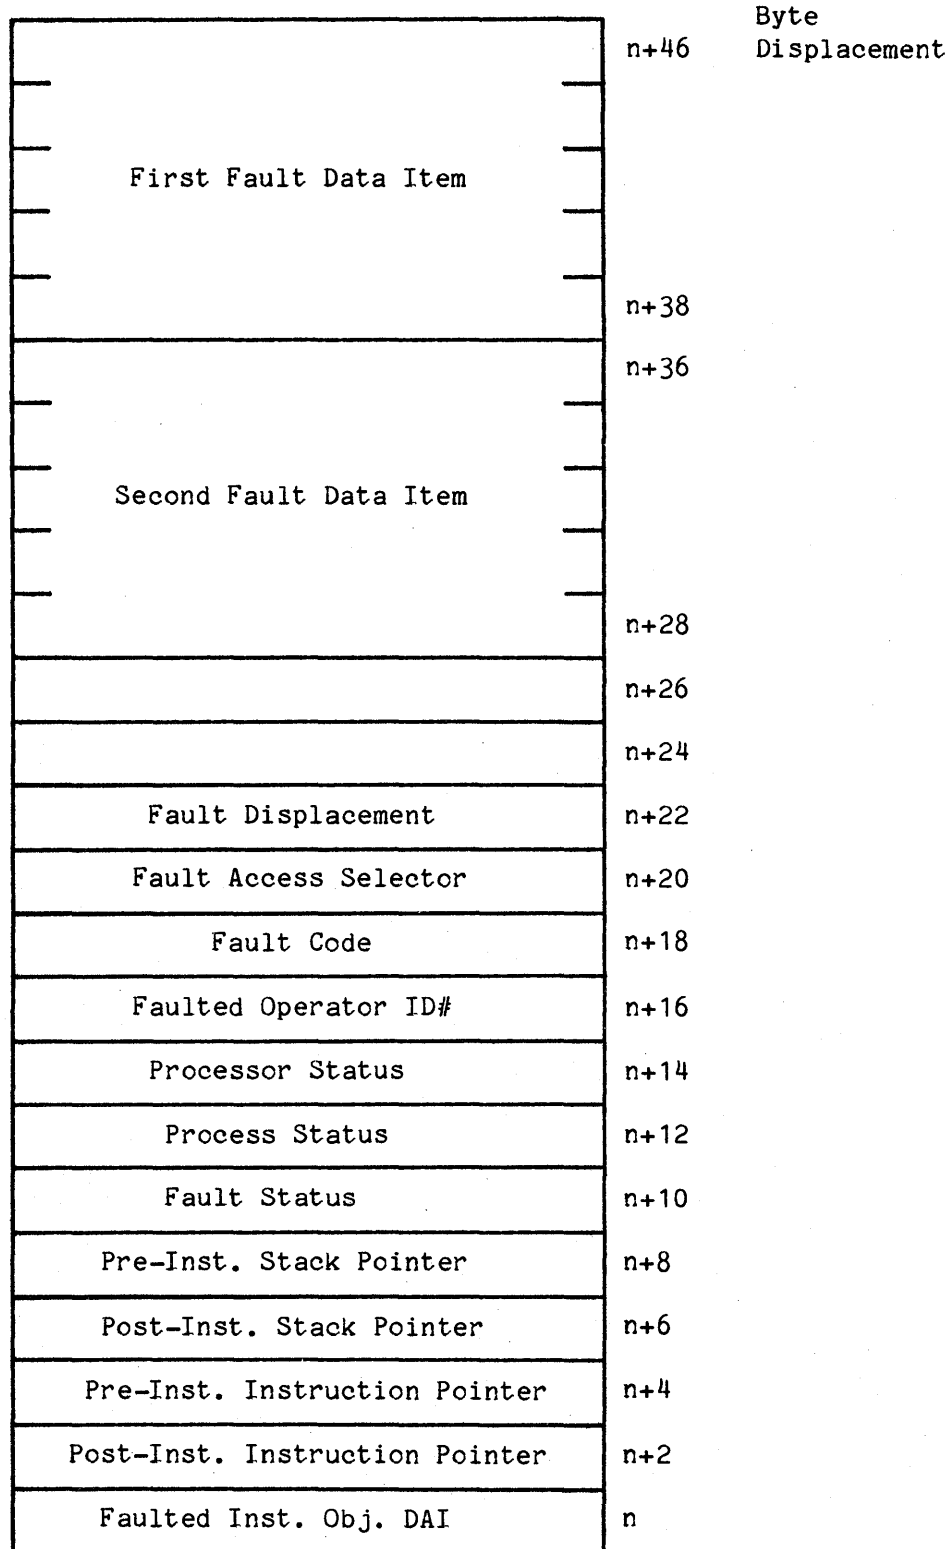 Byte
n+46 Displacement
First Fault Data Item
n+38
n+36
Second Fault Data Item
n+28
n+26
n+24
Fault Displacement n+22
Fault Access Selector n+20
Fault Code n+18
Faulted Operator ID# n+16
Processor Status n+14
Process Status n+12
Fault Status n+10
Pre-Inst. Stack Pointer n+8
Post-Inst. Stack Pointer n+6
Pre-Inst. Instruction Pointer n+4
Post-Inst. Instruction Pointer n+2
Faulted Inst. Obj. DAI n